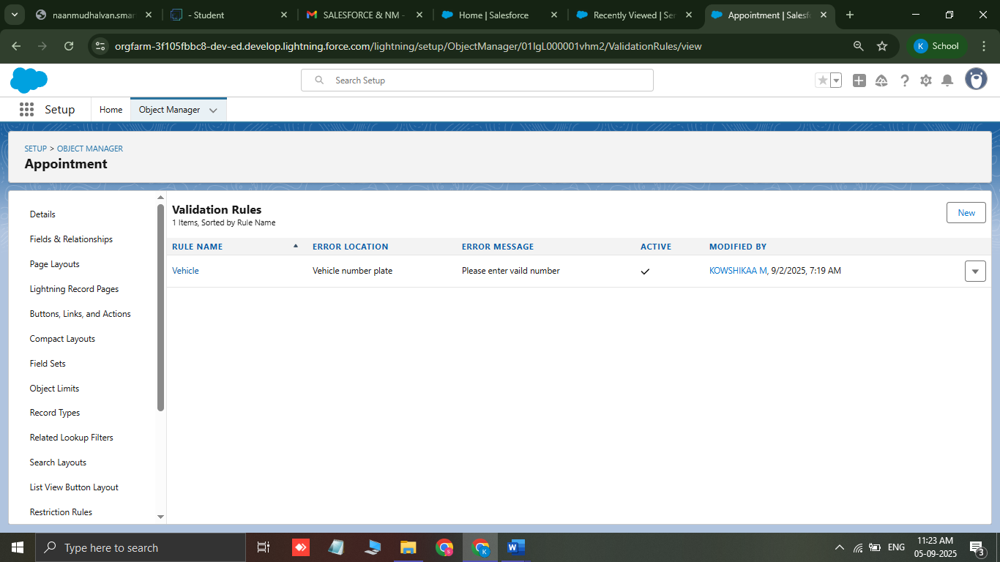 naanmudhalvan.smar
- Student
SALESFORCE & NM -
Home | Salesforce
Recently Viewed | Ser
Appointment | Salesf
orgfarm-3f105fbbc8-dev-ed.develop.lightning.force.com/lightning/setup/ObjectManager/01IgL000001vhm2/ValidationRules/view
K School
Search Setup
Setup Home Object Manager
SETUP > OBJECT MANAGER
Appointment
Details
Fields & Relationships
Page Layouts
Lightning Record Pages
Buttons, Links, and Actions
Compact Layouts
Field Sets
Object Limits
Record Types
Related Lookup Filters
Search Layouts
List View Button Layout
Restriction Rules
Validation Rules
1 Items, Sorted by Rule Name
New
RULE NAME ERROR LOCATION ERROR MESSAGE ACTIVE MODIFIED BY
Vehicle Vehicle number plate Please enter vaild number KOWSHIKAA M, 9/2/2025, 7:19 AM
Type here to search
S
K
W
ENG
11:23 AM
05-09-2025
3